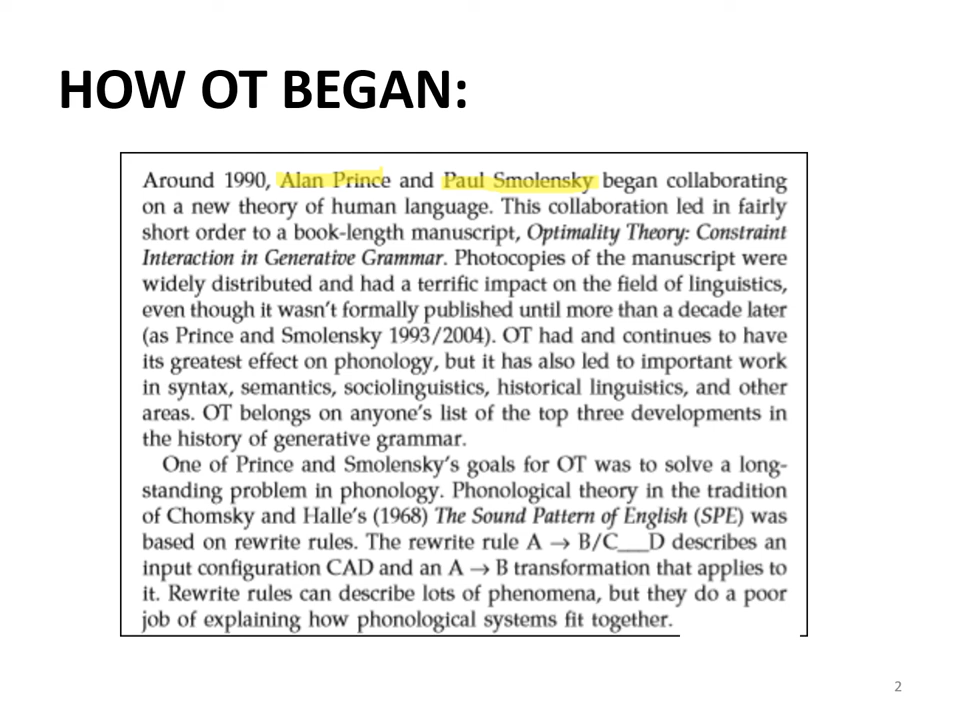 HOW OT BEGAN:
Around 1990, Alan Prince and Paul Smolensky began collaborating
on a new theory of human language. This collaboration led in fairly
short order to a book-length manuscript, Optimality Theory: Constraint
Interaction in Generative Grammar. Photocopies of the manuscript were
widely distributed and had a terrific impact on the field of linguistics,
even though it wasn't formally published until more than a decade later
(as Prince and Smolensky 1993/2004). OT had and continues to have
its greatest effect on phonology, but it has also led to important work
in syntax, semantics, sociolinguistics, historical linguistics, and other
areas. OT belongs on anyone's list of the top three developments in
the history of generative grammar.
One of Prince and Smolensky's goals for OT was to solve a long-
standing problem in phonology. Phonological theory in the tradition
of Chomsky and Halle's (1968) The Sound Pattern of English (SPE) was
based on rewrite rules. The rewrite rule A → B/C__D describes an
input configuration CAD and an A → B transformation that applies to
it. Rewrite rules can describe lots of phenomena, but they do a poor
job of explaining how phonological systems fit together.
2